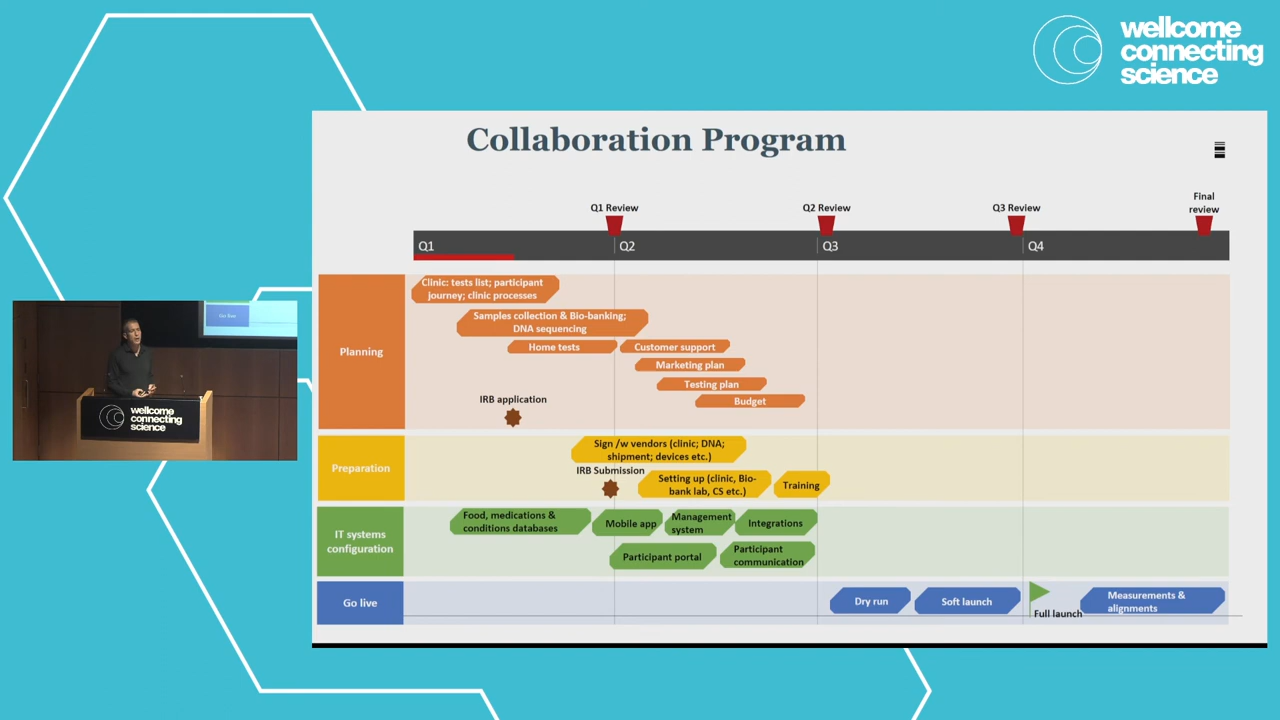 wellcome
connecting
science
Collaboration Program
Q1 Review
Q2 Review
Q3 Review
Final
review
Q1
Q2
Q3
Q4
Planning
Clinic: tests list; participant
journey; clinic processes
Samples collection & Bio-banking;
DNA sequencing
Home tests
Customer support
Marketing plan
Testing plan
Budget
IRB application
Preparation
Sign /w vendors (clinic; DNA;
shipment; devices etc.)
IRB Submission
Setting up (clinic, Bio-
bank lab, CS etc.)
Training
IT systems
configuration
Food, medications &
conditions databases
Mobile app
Management
system
Integrations
Participant portal
Participant
communication
Go live
Dry run
Soft launch
Full launch
Measurements &
alignments
wellcome
connecting
science